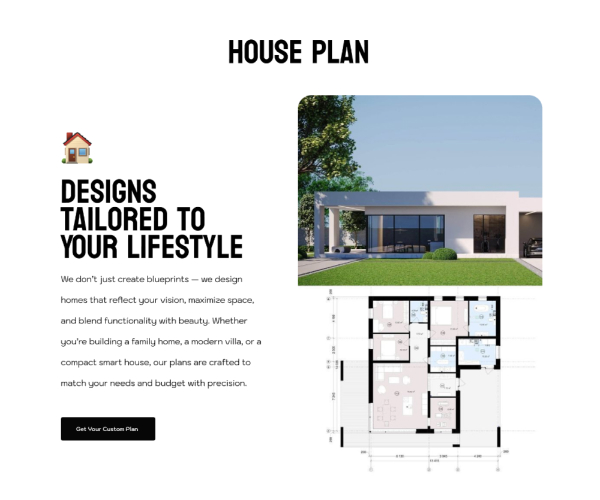 HOUSE PLAN
DESIGNS
TAILORED TO
YOUR LIFESTYLE
We don't just create blueprints — we design
homes that reflect your vision, maximize space,
and blend functionality with beauty. Whether
you're building a family home, a modern villa, or a
compact smart house, our plans are crafted to
match your needs and budget with precision.
Get Your Custom Plan